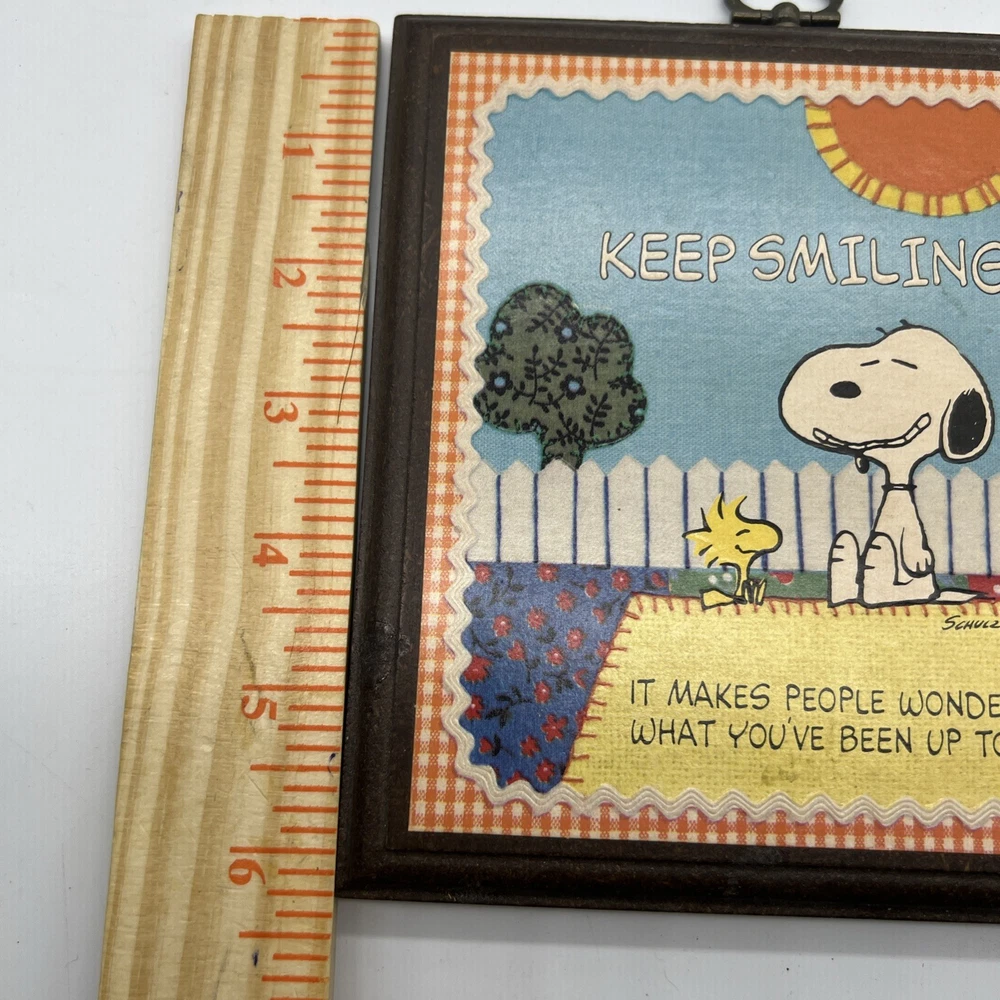 KEEP SMILING
SCHULZ
IT MAKES PEOPLE WONDE
WHAT YOU'VE BEEN UP TO
1
2
3
4
5
6